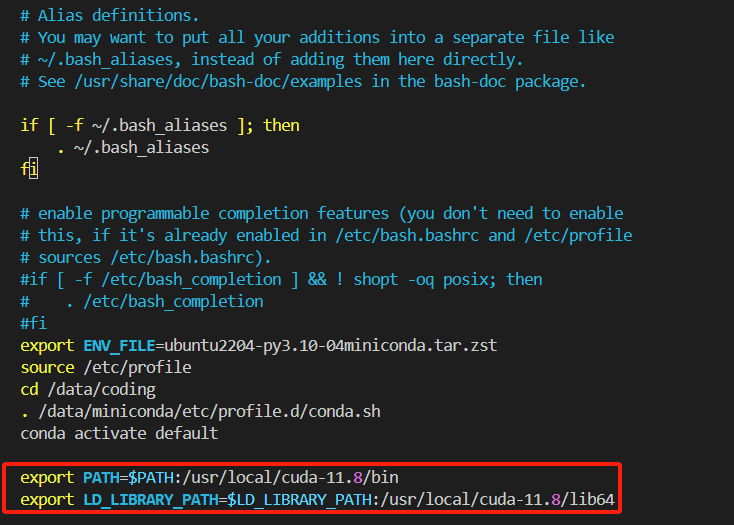 # Alias definitions.
# You may want to put all your additions into a separate file like
# ~/.bash_aliases, instead of adding them here directly.
# See /usr/share/doc/bash-doc/examples in the bash-doc package.
if [ -f ~/.bash_aliases ]; then
    . ~/.bash_aliases
fi
# enable programmable completion features (you don't need to enable
# this, if it's already enabled in /etc/bash.bashrc and /etc/profile
# sources /etc/bash.bashrc).
#if [ -f /etc/bash_completion ] && ! shopt -oq posix; then
#    . /etc/bash_completion
#fi
export ENV_FILE=ubuntu2204-py3.10-04miniconda.tar.zst
source /etc/profile
cd /data/coding
. /data/miniconda/etc/profile.d/conda.sh
conda activate default
export PATH=$PATH:/usr/local/cuda-11.8/bin
export LD_LIBRARY_PATH=$LD_LIBRARY_PATH:/usr/local/cuda-11.8/lib64